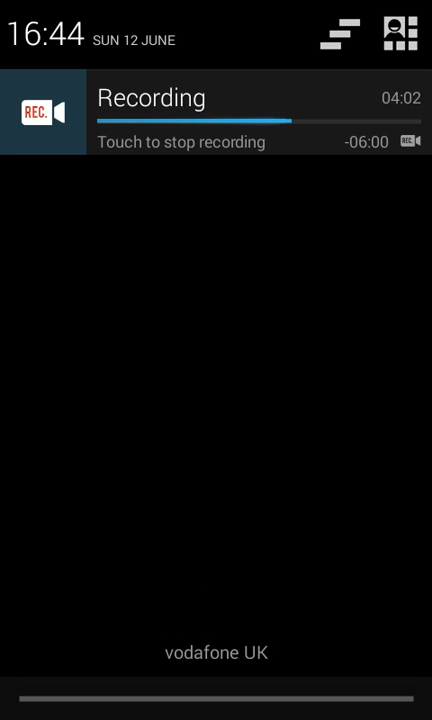 16:44 SUN 12 JUNE
REC. Recording 04:02
Touch to stop recording -06:00 REC.
vodafone UK